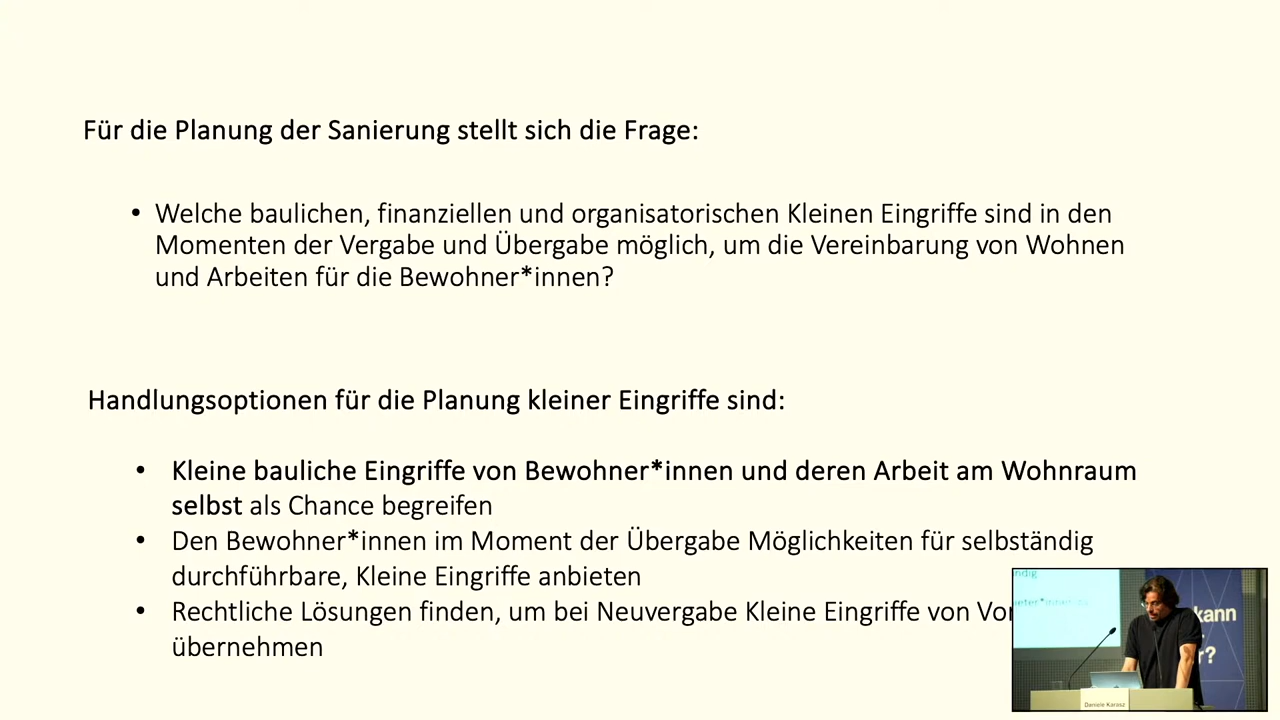 Für die Planung der Sanierung stellt sich die Frage:
• Welche baulichen, finanziellen und organisatorischen Kleinen Eingriffe sind in den
Momenten der Vergabe und Übergabe möglich, um die Vereinbarung von Wohnen
und Arbeiten für die Bewohner*innen?
Handlungsoptionen für die Planung kleiner Eingriffe sind:
• Kleine bauliche Eingriffe von Bewohner*innen und deren Arbeit am Wohnraum
selbst als Chance begreifen
• Den Bewohner*innen im Moment der Übergabe Möglichkeiten für selbständig
durchführbare, Kleine Eingriffe anbieten
• Rechtliche Lösungen finden, um bei Neuvergabe Kleine Eingriffe von
übernehmen
kann
Daniele Karasz